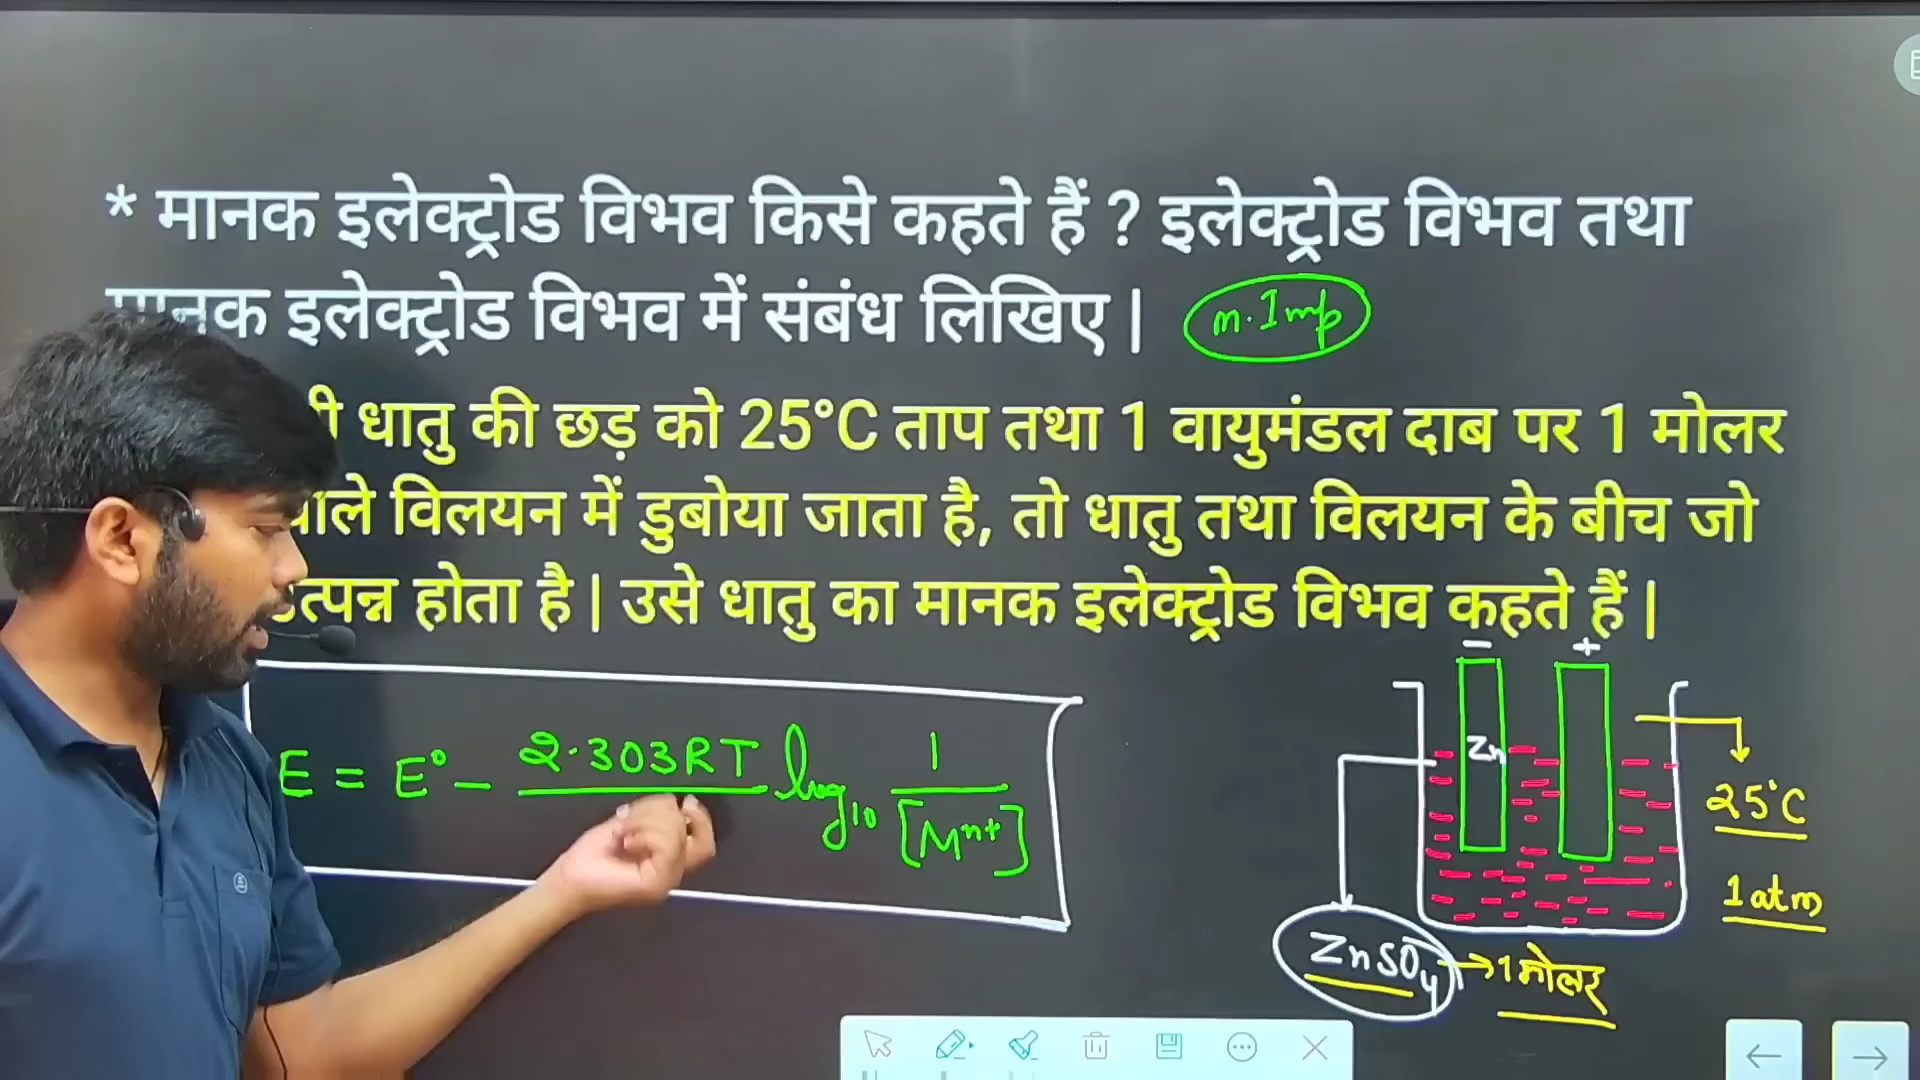 * मानक इलेक्ट्रोड विभव किसे कहते हैं ? इलेक्ट्रोड विभव तथा
मानक इलेक्ट्रोड विभव में संबंध लिखिए |
m. Imp
धातु की छड़ को 25°C ताप तथा 1 वायुमंडल दाब पर 1 मोलर
वाले विलयन में डुबोया जाता है, तो धातु तथा विलयन के बीच जो
उत्पन्न होता है | उसे धातु का मानक इलेक्ट्रोड विभव कहते हैं |
E = E° - 2.303RT log₁₀ 1
[Mⁿ⁺]
- +
Zn
25°C
1 atm
ZnSO₄ → 1 मोलर